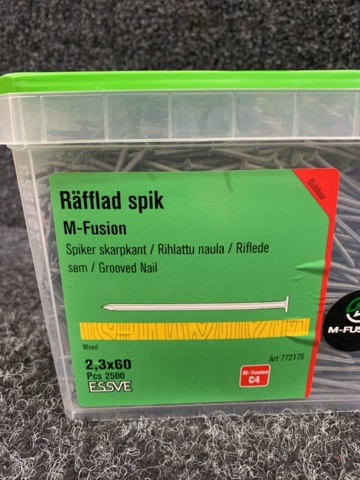 Outdoor
Räfflad spik
M-Fusion
Spiker skarpkant / Rihlattu naula / Riflede
søm / Grooved Nail
Wood
2,3x60
Pcs 2500
ESSVE
Art 772176
M- Fusion
C4